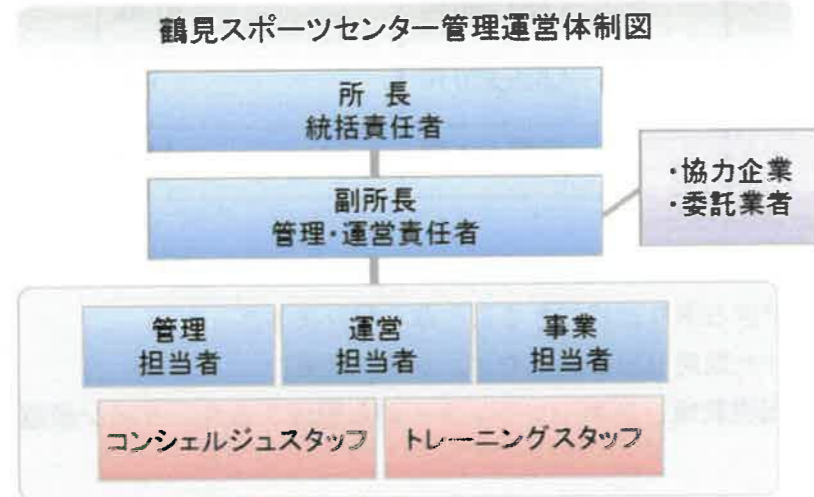 鶴見スポーツセンター管理運営体制図
所 長
統括責任者
・協力企業
・委託業者
副所長
管理・運営責任者
管理
担当者
運営
担当者
事業
担当者
コンシェルジュスタッフ
トレーニングスタッフ